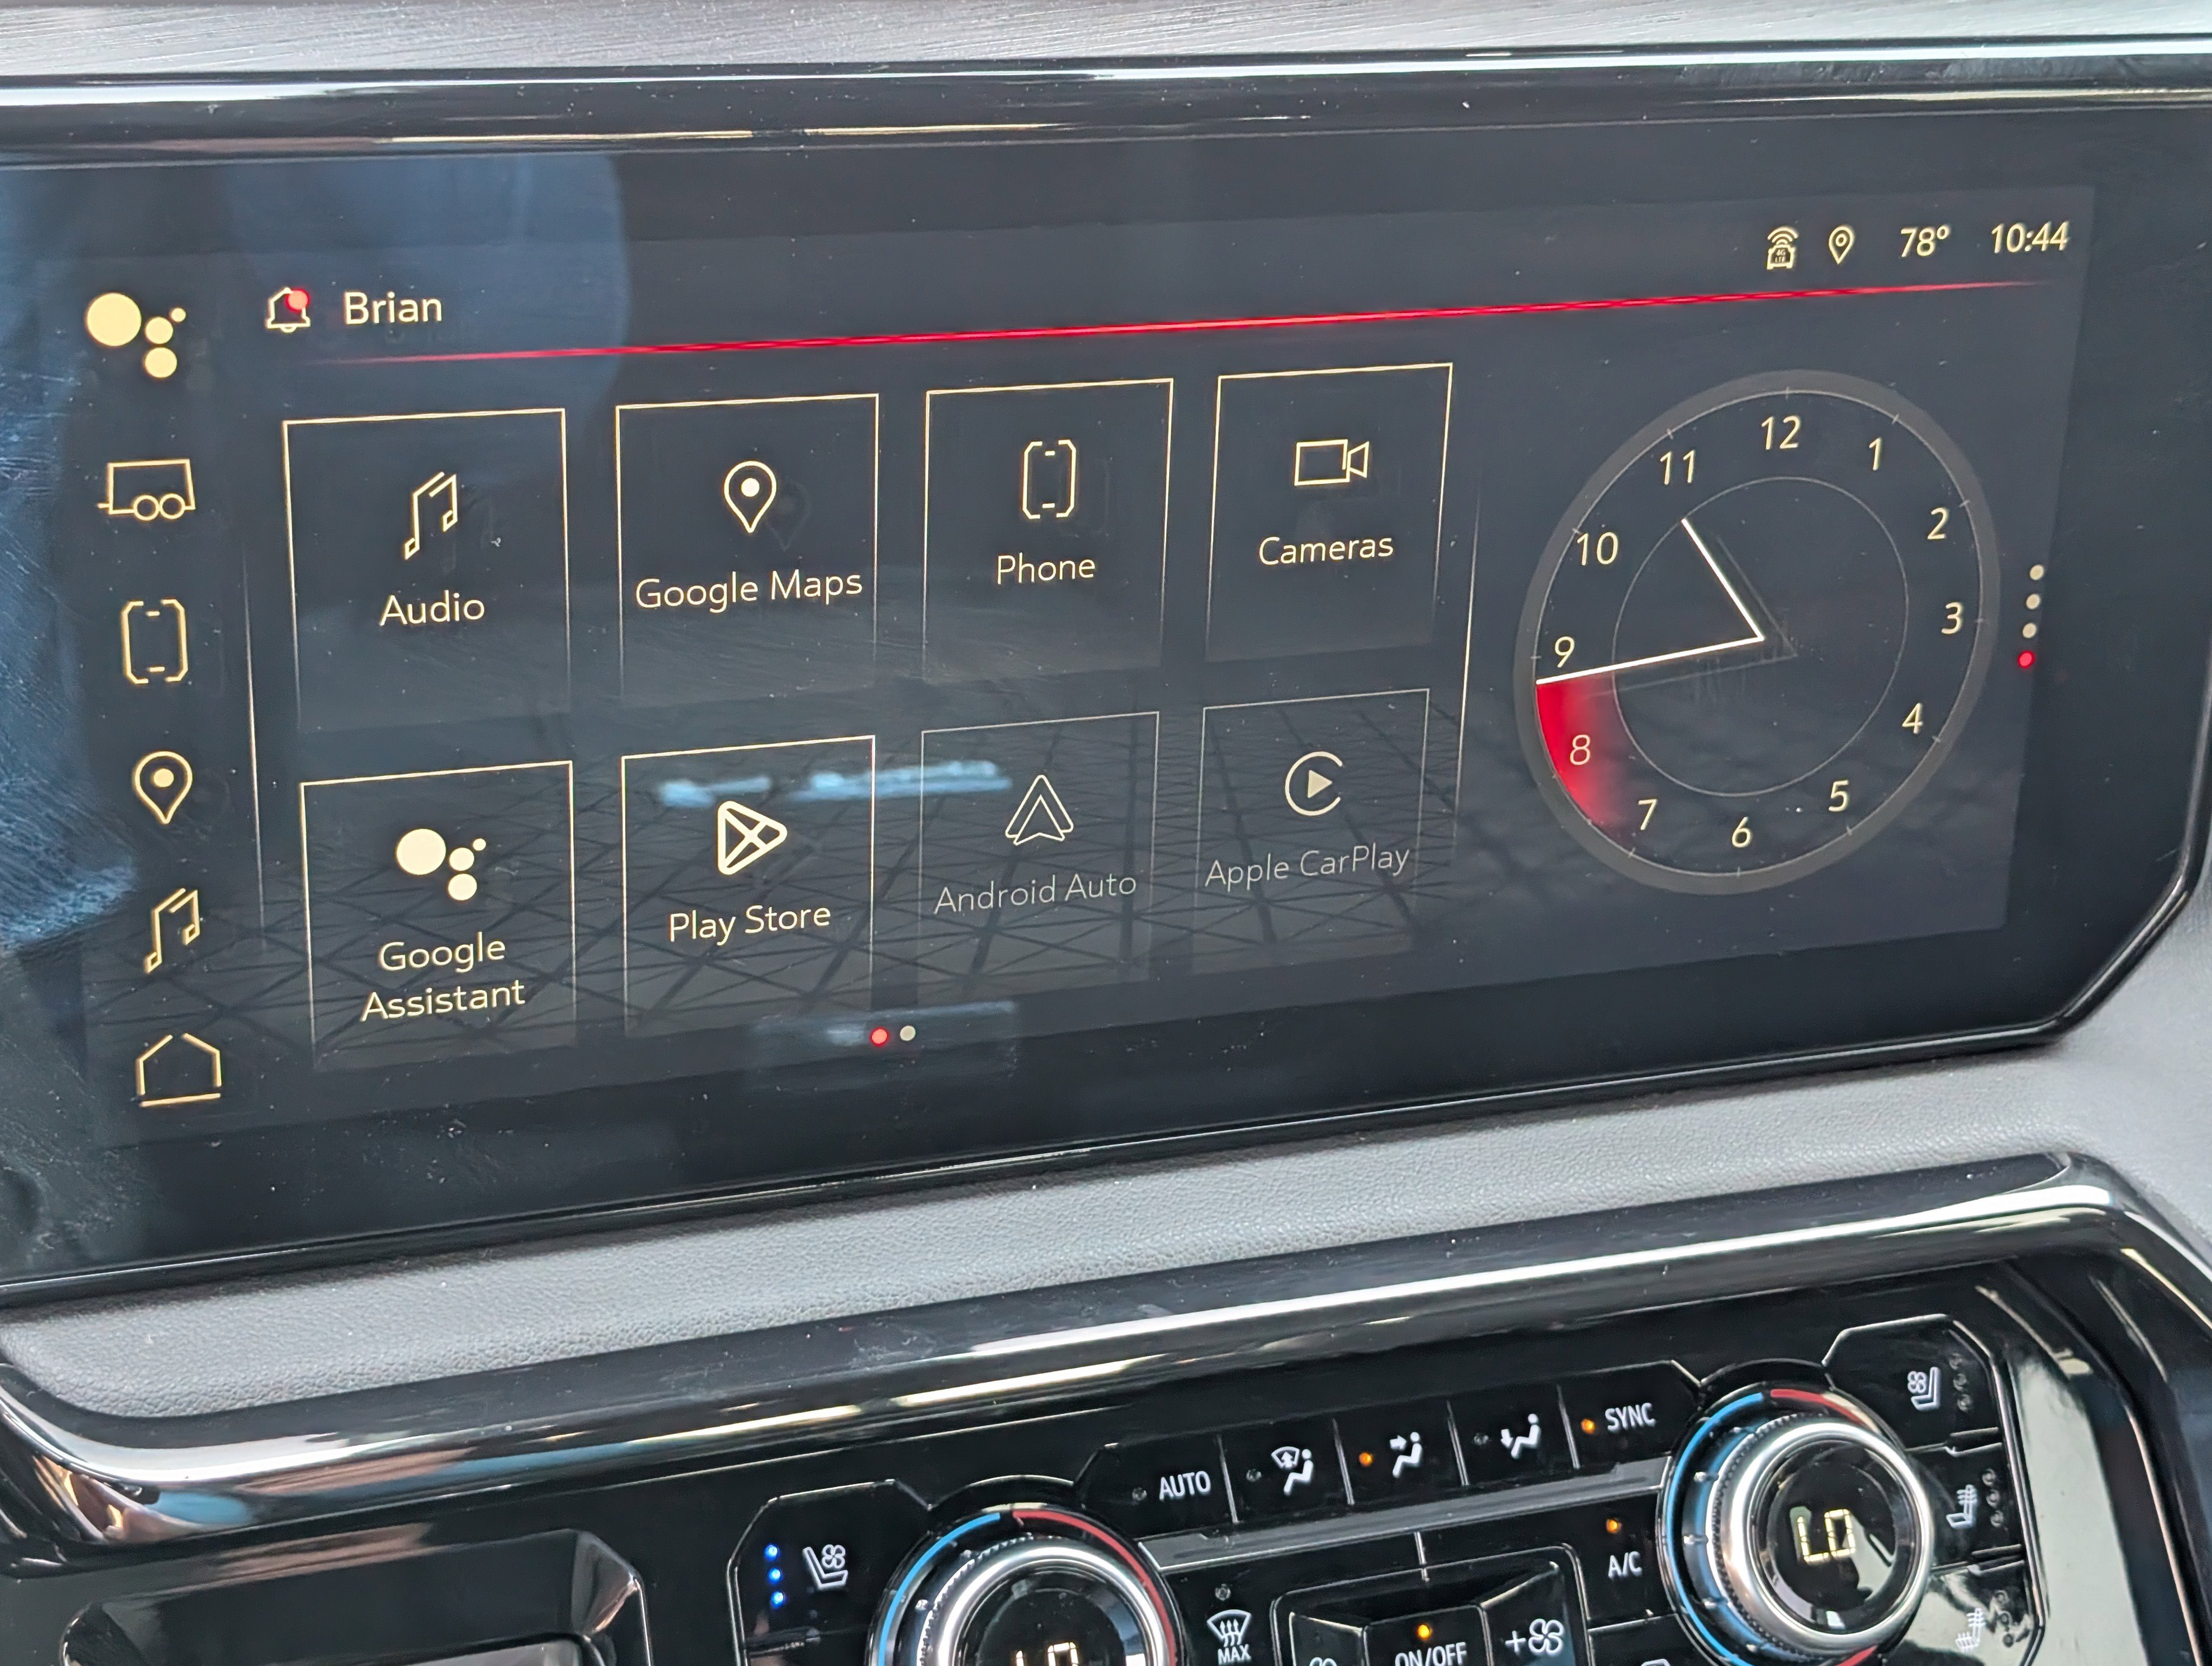 78° 10:44
Brian
Audio
Google Maps
Phone
Cameras
Google
Assistant
Play Store
Android Auto
Apple CarPlay
12
1
2
3
4
5
6
7
8
9
10
11
AUTO
SYNC
A/C
LO
LO
MAX
ON/OFF
+